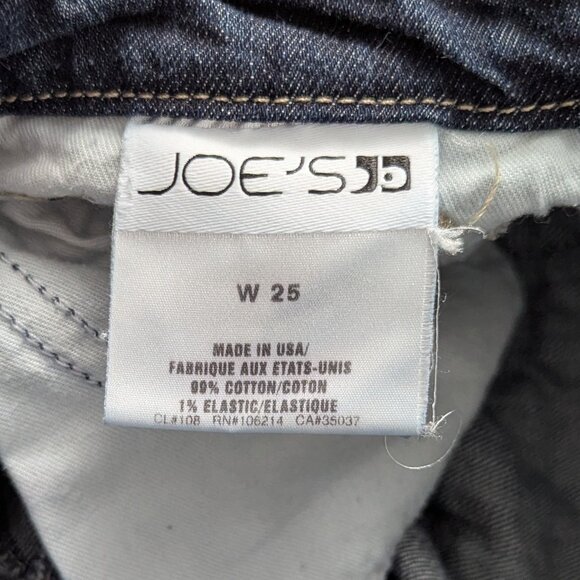 JOE'S
W 25
MADE IN USA/
FABRIQUE AUX ETATS-UNIS
99% COTTON/COTON
1% ELASTIC/ELASTIQUE
CL#108 RN#106214 CA#35037